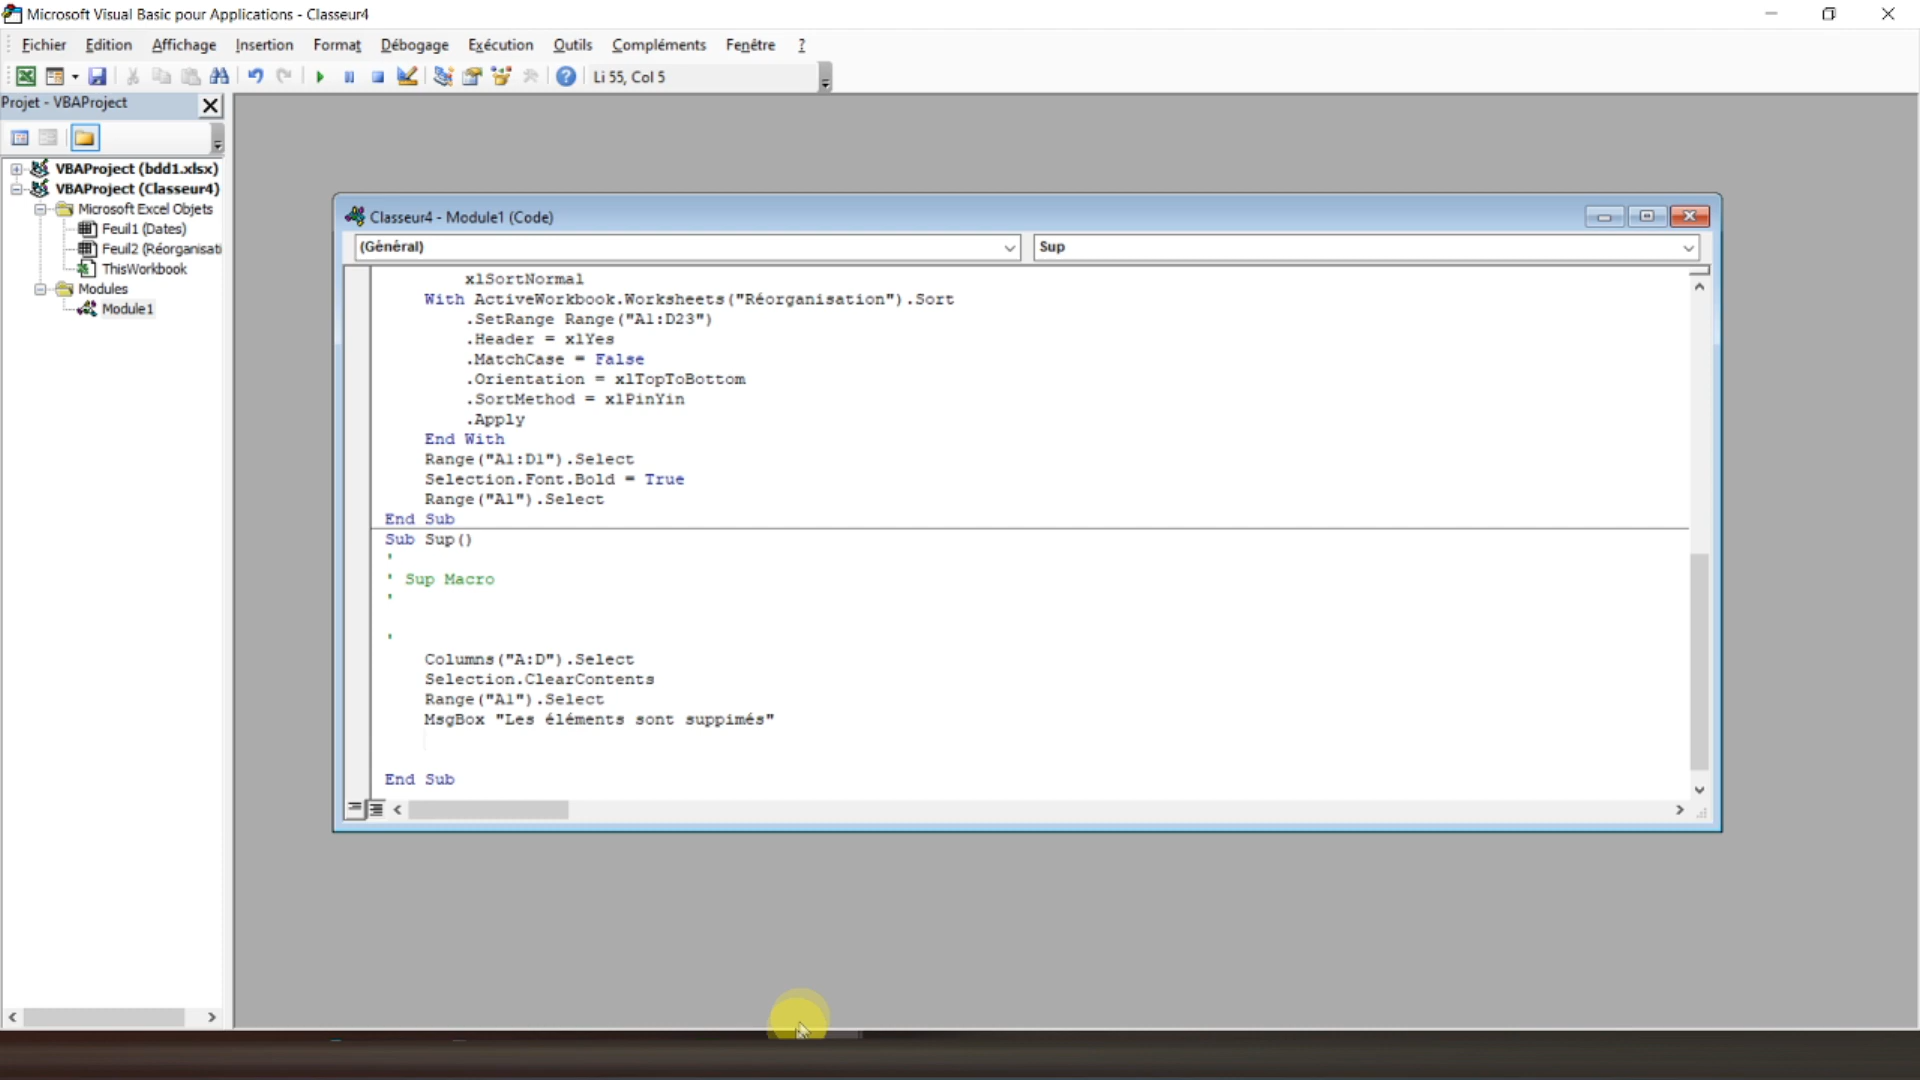 Microsoft Visual Basic pour Applications - Classeur4
Fichier Edition Affichage Insertion Format Débogage Exécution Outils Compléments Fenêtre ?
Li 55, Col 5
Projet - VBAProject
VBAProject (bdd1.xlsx)
VBAProject (Classeur4)
Microsoft Excel Objets
Feuil1 (Dates)
Feuil2 (Réorganisati
ThisWorkbook
Modules
Module1
Classeur4 - Module1 (Code)
(Général) Sup
xlSortNormal
With ActiveWorkbook.Worksheets("Réorganisation").Sort
.SetRange Range("A1:D23")
.Header = xlYes
.MatchCase = False
.Orientation = xlTopToBottom
.SortMethod = xlPinYin
.Apply
End With
Range("A1:D1").Select
Selection.Font.Bold = True
Range("A1").Select
End Sub
Sub Sup()
'
' Sup Macro
'
'
Columns("A:D").Select
Selection.ClearContents
Range("A1").Select
MsgBox "Les éléments sont suppimés"
End Sub